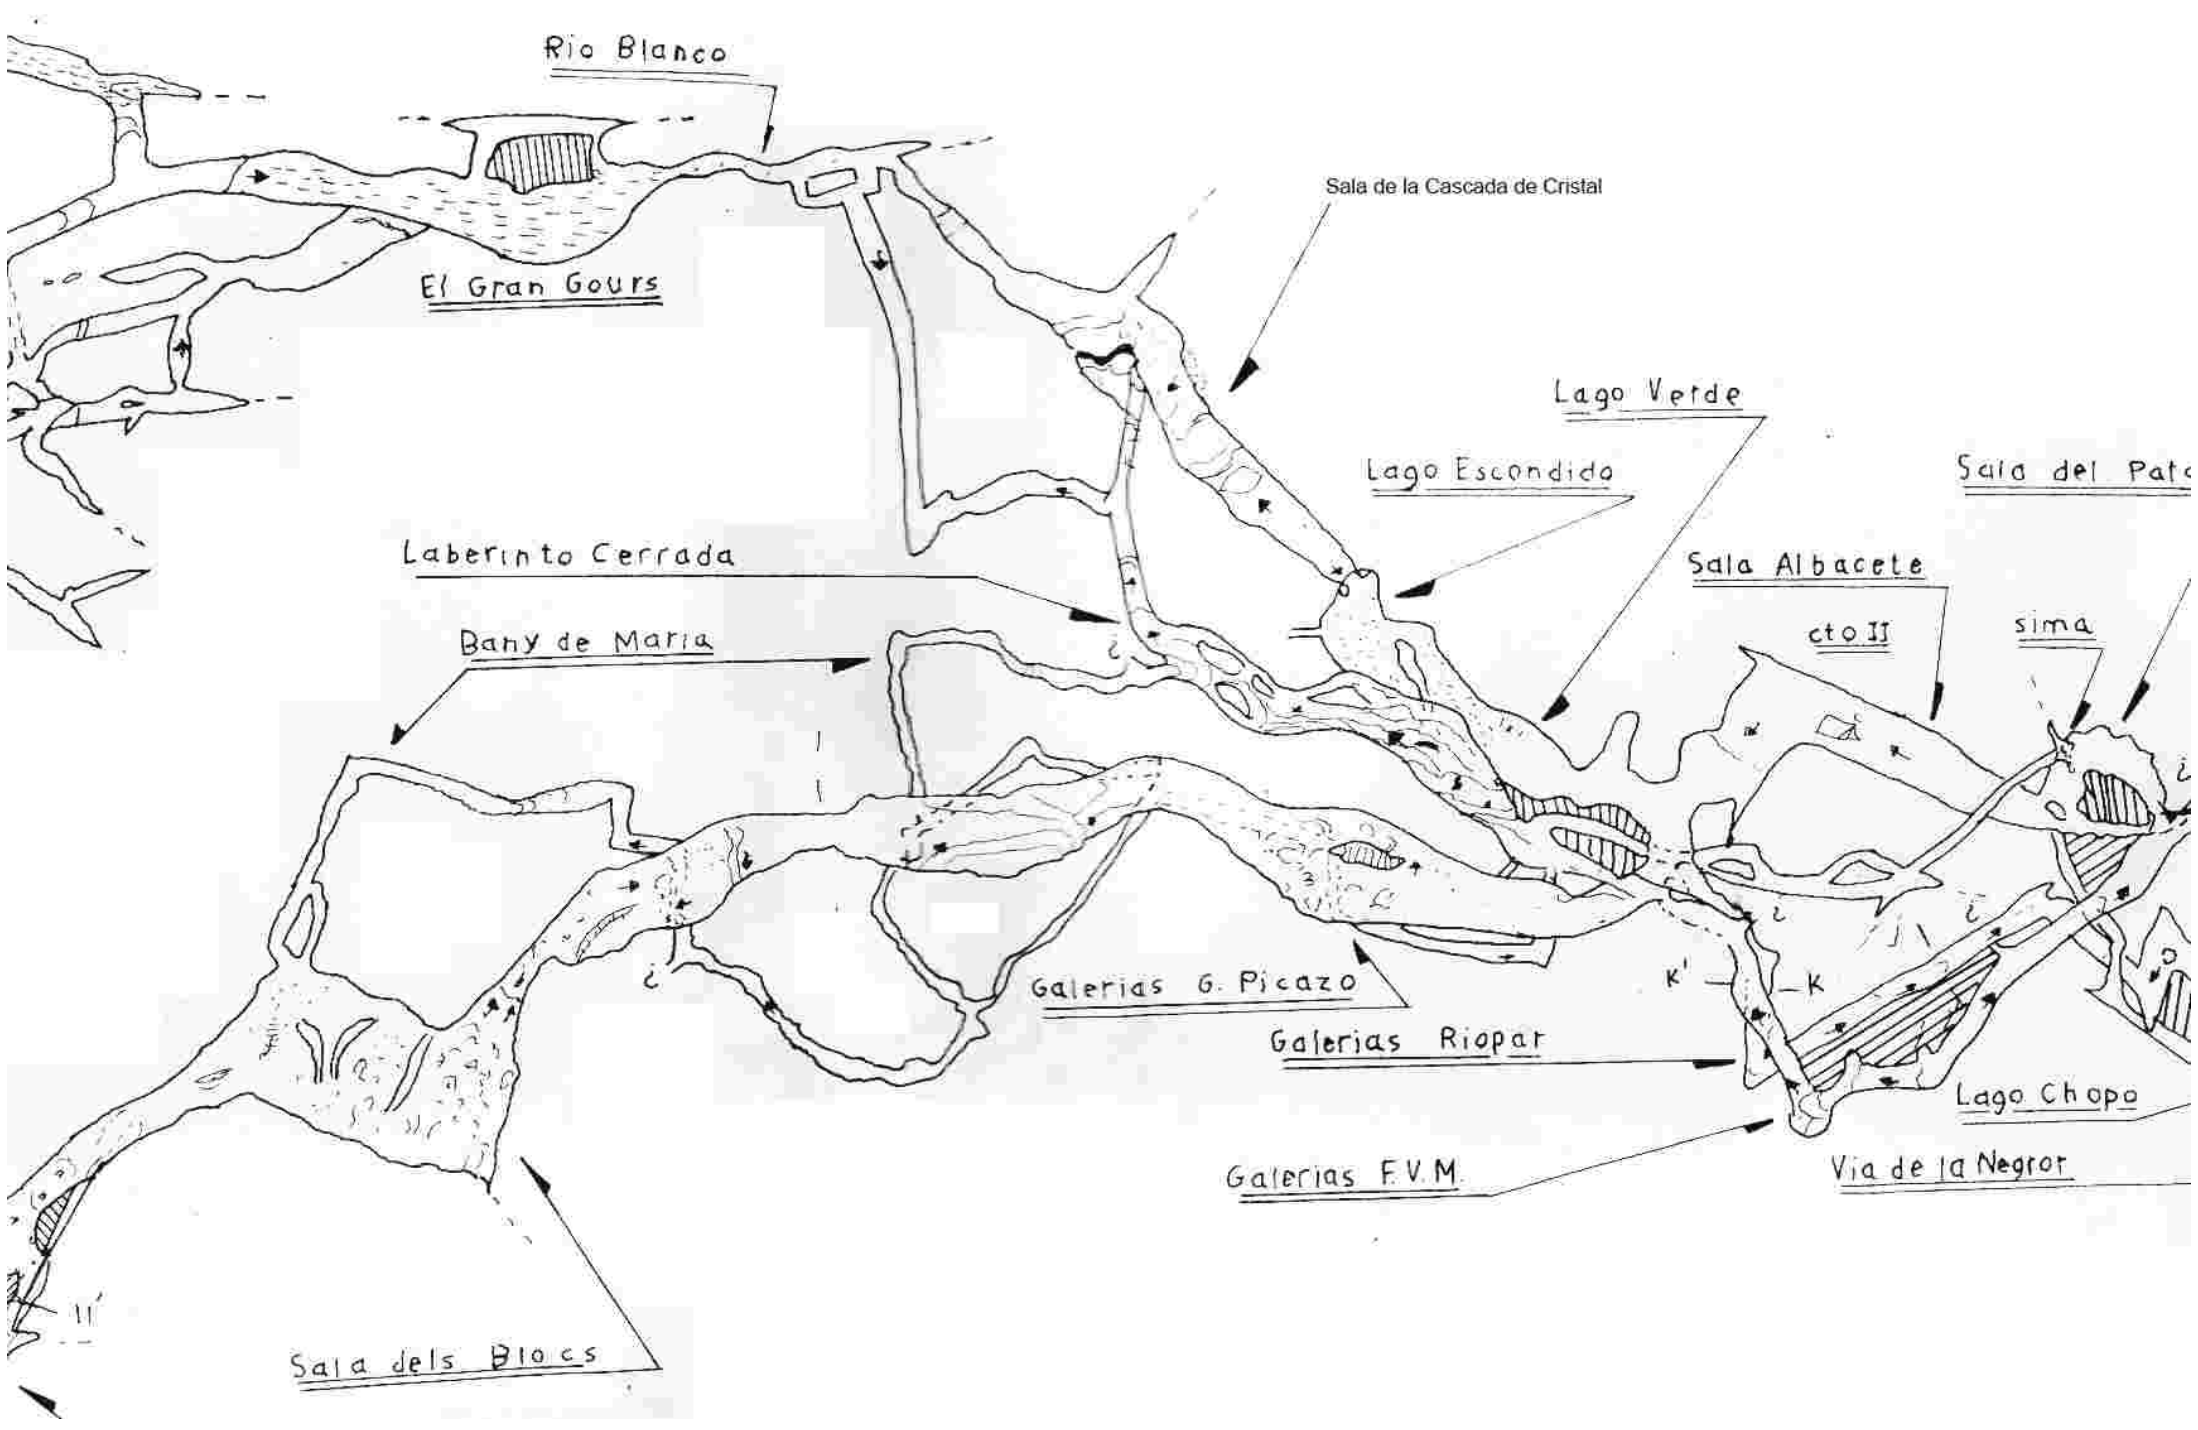 Rio Blanco
Sala de la Cascada de Cristal
El Gran Gours
Lago Verde
Lago Escondido
Sala del
Laberinto Cerrada
Sala Albacete
cto II
sima
Bany de Maria
¿
¿
¿
¿
¿
Galerias G. Picazo
K'
K
Galerias Riopar
Lago Chopo
Galerias F.V.M.
Via de la Negror
11'
Sala dels Blocs